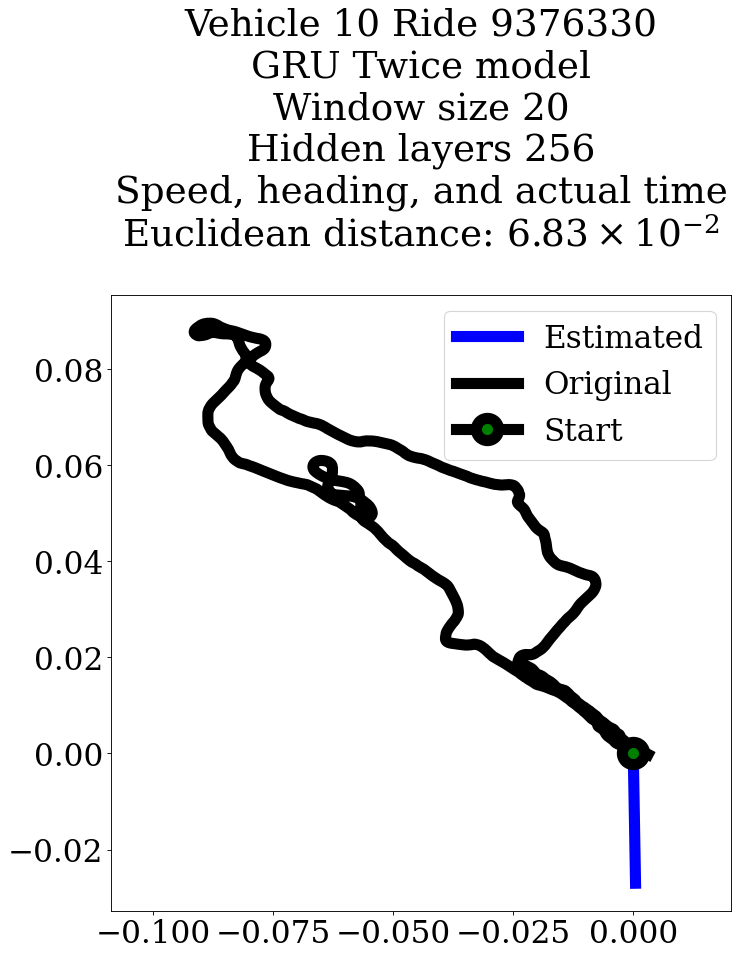 Vehicle 10 Ride 9376330
GRU Twice model
Window size 20
Hidden layers 256
Speed, heading, and actual time
Euclidean distance: 6.83 × 10⁻²
Estimated
Original
Start
0.08
0.06
0.04
0.02
0.00
−0.02
−0.100 −0.075 −0.050 −0.025 0.000